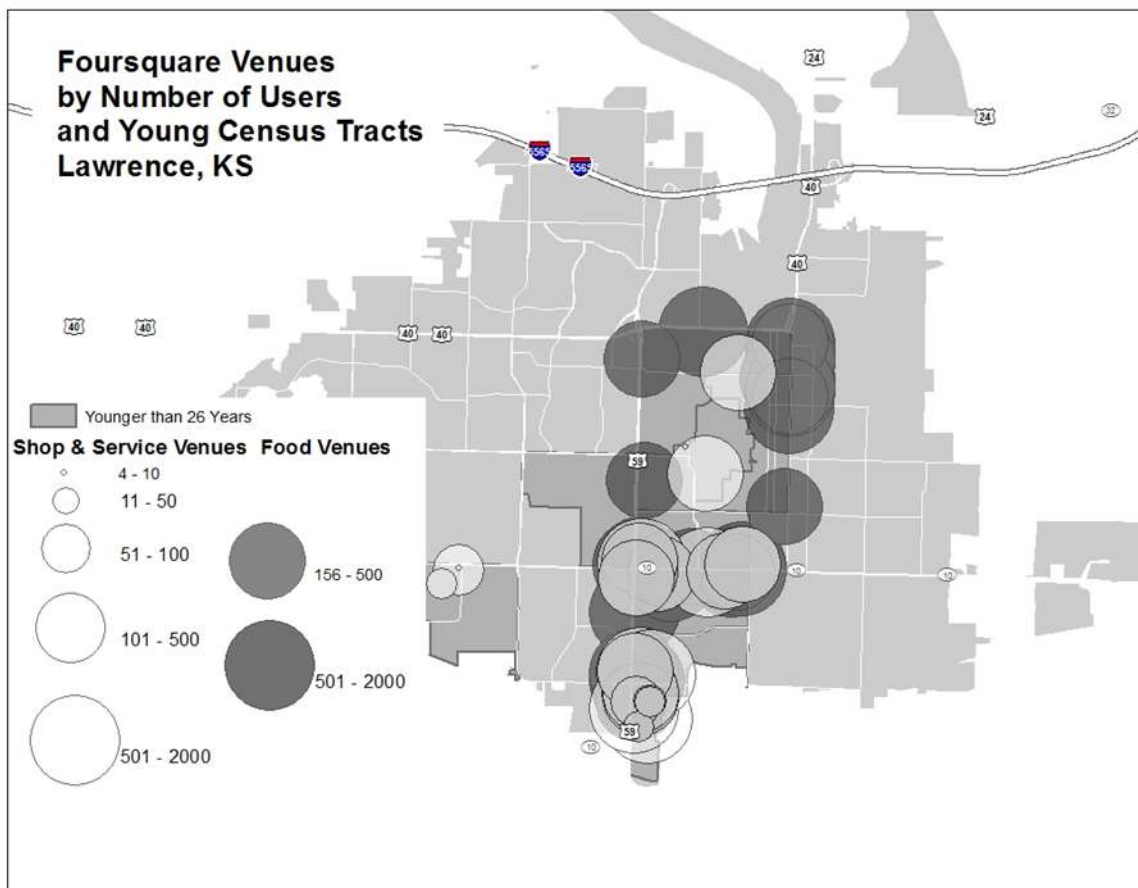 Foursquare Venues
by Number of Users
and Young Census Tracts
Lawrence, KS
24
24
32
40
40
40
40
40
40
Younger than 26 Years
Shop & Service Venues Food Venues
4 - 10
11 - 50
51 - 100
156 - 500
101 - 500
501 - 2000
501 - 2000
59
10
10
10
59
10